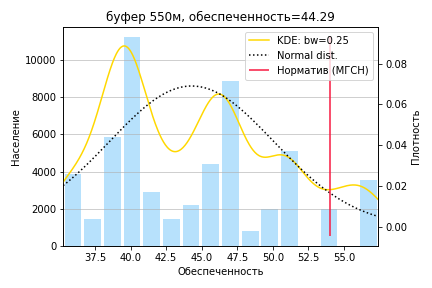 буфер 550м, обеспеченность=44.29
KDE: bw=0.25
Normal dist.
Норматив (МГСН)
Население
10000
8000
6000
4000
2000
0
0.08
0.06
0.04
0.02
0.00
Плотность
37.5 40.0 42.5 45.0 47.5 50.0 52.5 55.0
Обеспеченность